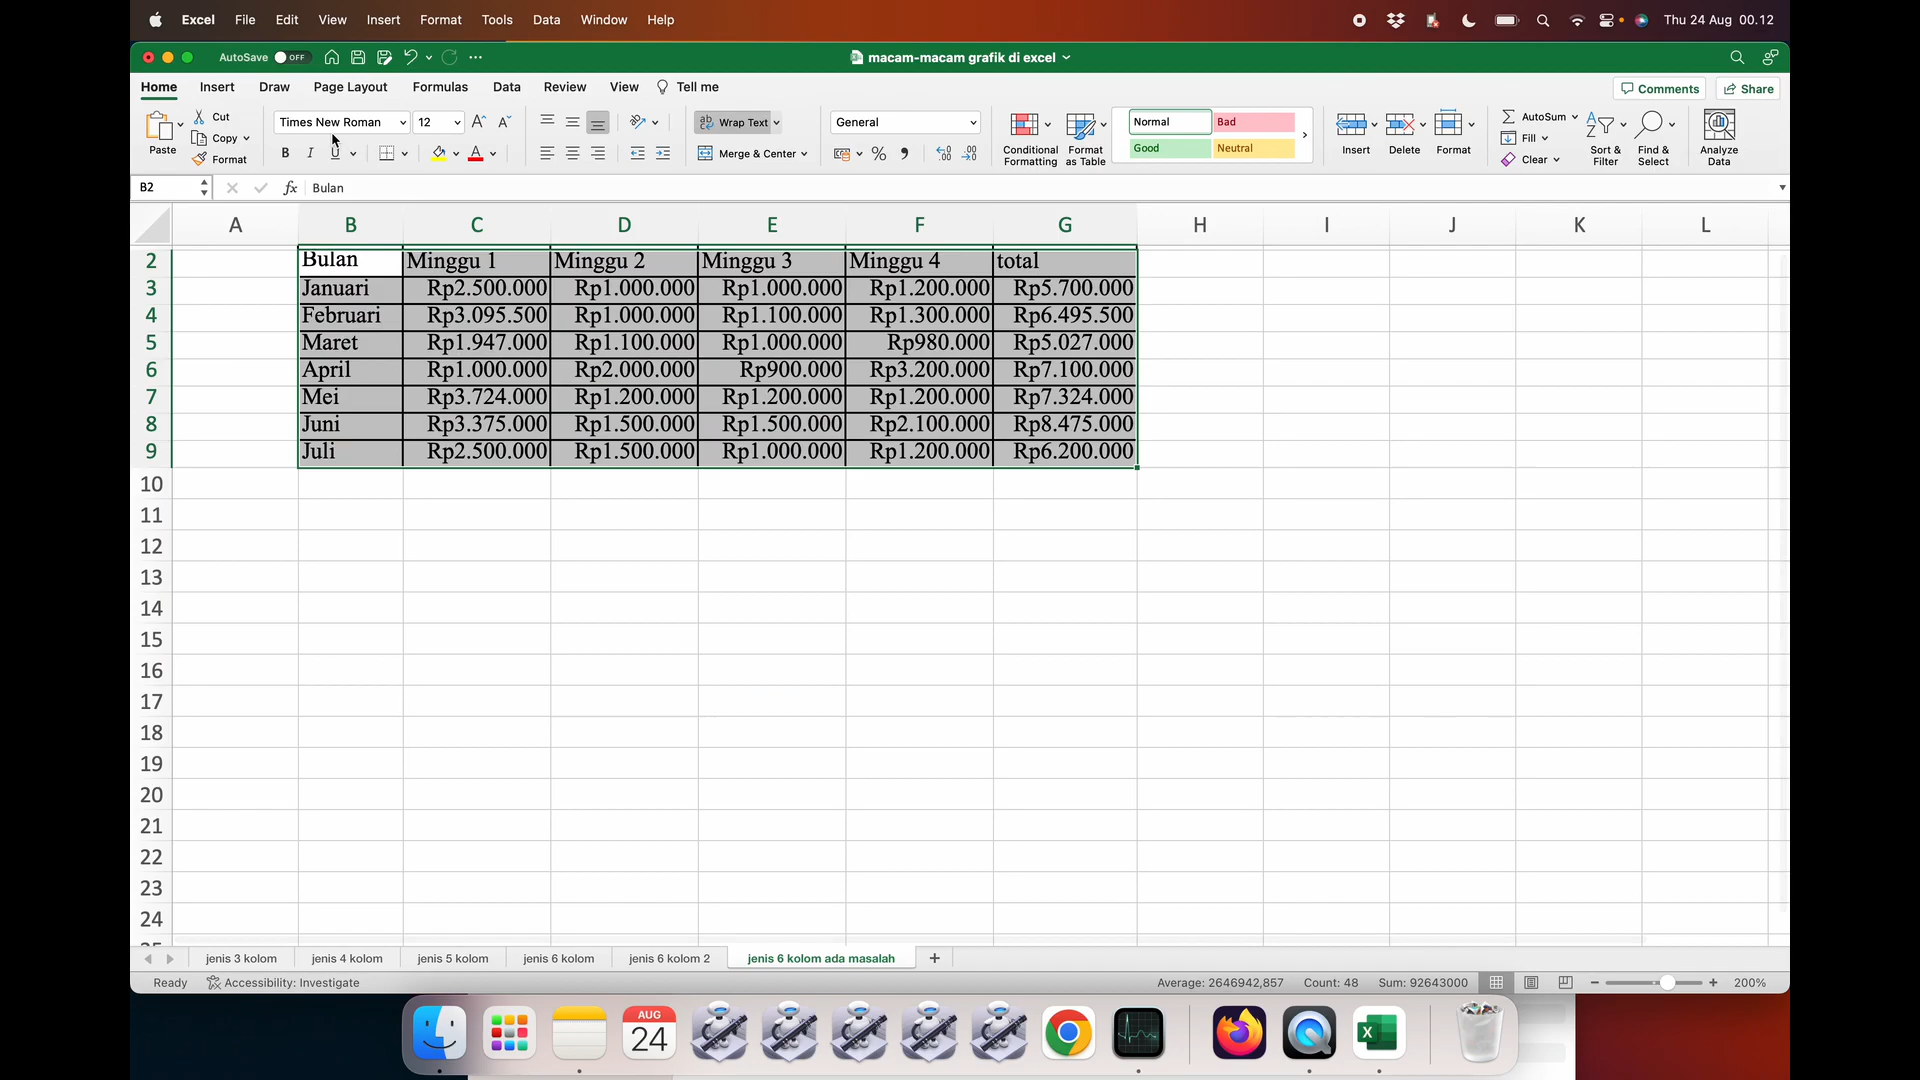 Excel File Edit View Insert Format Tools Data Window Help Thu 24 Aug 00.12
AutoSave OFF macam-macam grafik di excel
Home Insert Draw Page Layout Formulas Data Review View Tell me Comments Share
Paste Cut Copy Format
Times New Roman 12 Wrap Text General
B I U Merge & Center % ,
Conditional Formatting Format as Table Normal Bad Good Neutral
Insert Delete Format AutoSum Fill Clear Sort & Filter Find & Select Analyze Data
B2 fx Bulan
A B C D E F G H I J K L
2 Bulan Minggu 1 Minggu 2 Minggu 3 Minggu 4 total
3 Januari Rp2.500.000 Rp1.000.000 Rp1.000.000 Rp1.200.000 Rp5.700.000
4 Februari Rp3.095.500 Rp1.000.000 Rp1.100.000 Rp1.300.000 Rp6.495.500
5 Maret Rp1.947.000 Rp1.100.000 Rp1.000.000 Rp980.000 Rp5.027.000
6 April Rp1.000.000 Rp2.000.000 Rp900.000 Rp3.200.000 Rp7.100.000
7 Mei Rp3.724.000 Rp1.200.000 Rp1.200.000 Rp1.200.000 Rp7.324.000
8 Juni Rp3.375.000 Rp1.500.000 Rp1.500.000 Rp2.100.000 Rp8.475.000
9 Juli Rp2.500.000 Rp1.500.000 Rp1.000.000 Rp1.200.000 Rp6.200.000
10
11
12
13
14
15
16
17
18
19
20
21
22
23
24
25
jenis 3 kolom jenis 4 kolom jenis 5 kolom jenis 6 kolom jenis 6 kolom 2 jenis 6 kolom ada masalah
Ready Accessibility: Investigate Average: 2646942,857 Count: 48 Sum: 92643000 200%
AUG
24